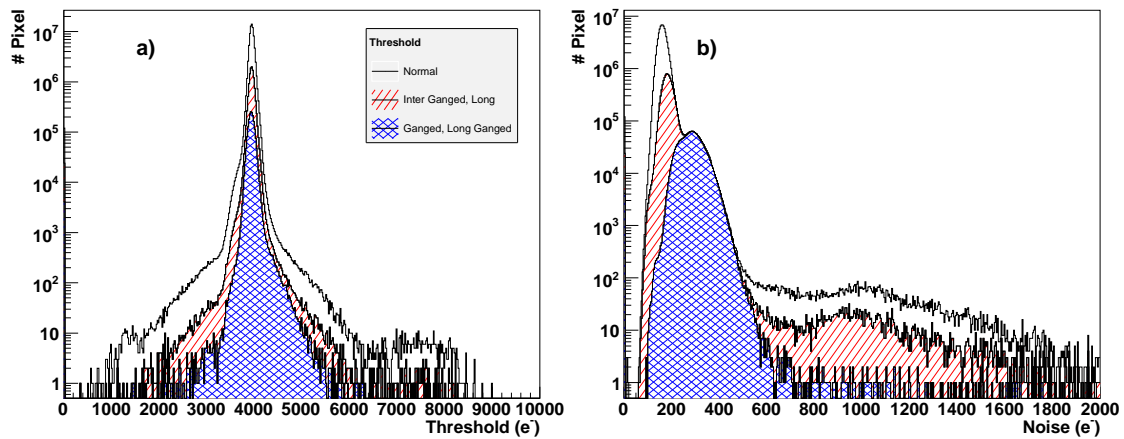 # Pixel
10⁷
10⁶
10⁵
10⁴
10³
10²
10
1
a)
Threshold
Normal
Inter Ganged, Long
Ganged, Long Ganged
0 1000 2000 3000 4000 5000 6000 7000 8000 9000 10000
Threshold (e⁻)
# Pixel
10⁷
10⁶
10⁵
10⁴
10³
10²
10
1
b)
0 200 400 600 800 1000 1200 1400 1600 1800 2000
Noise (e⁻)